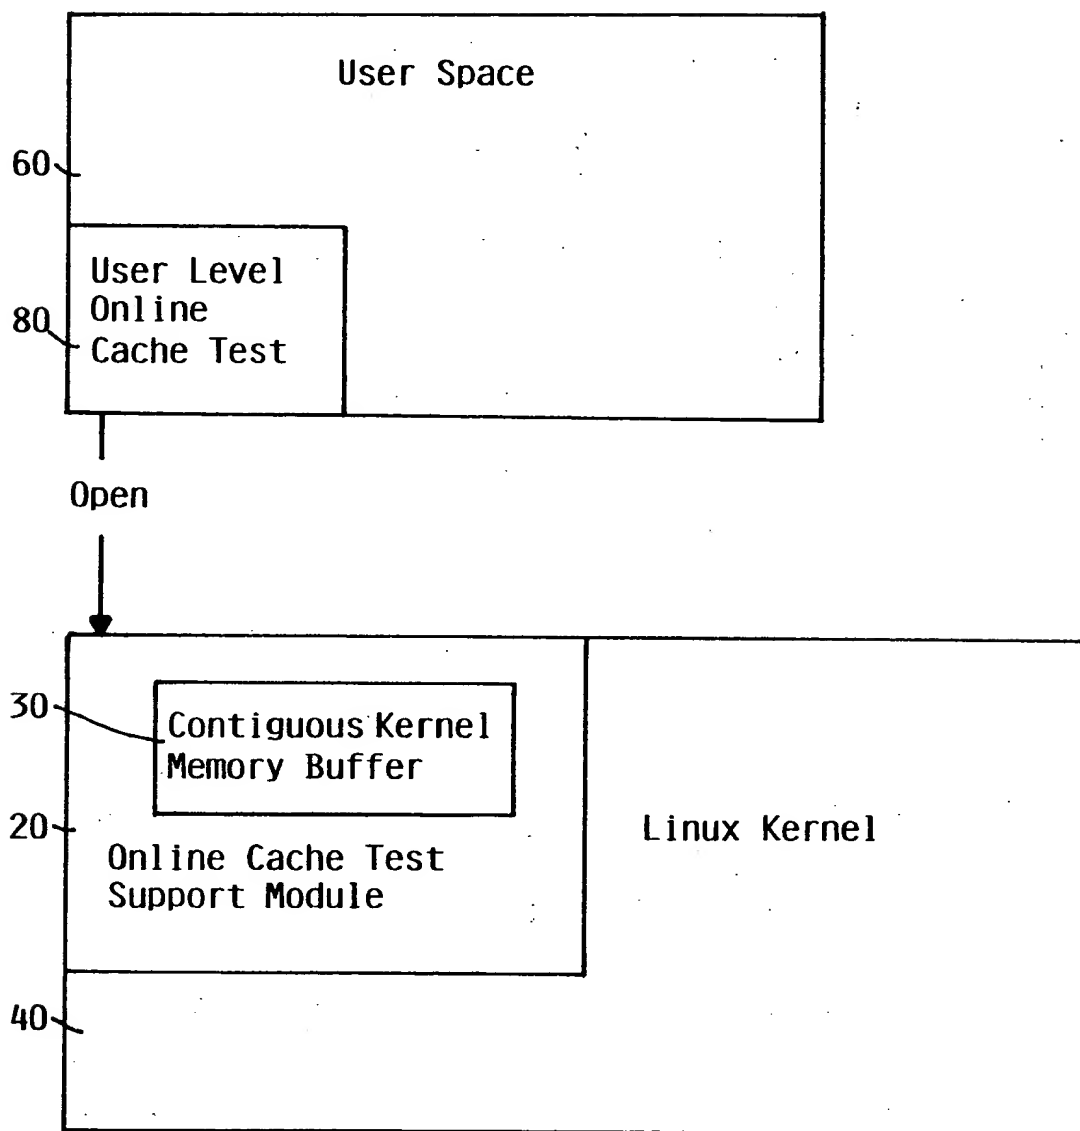 User Space
60
User Level
Online
80
Cache Test
Open
30
Contiguous Kernel
Memory Buffer
20
Linux Kernel
Online Cache Test
Support Module
40